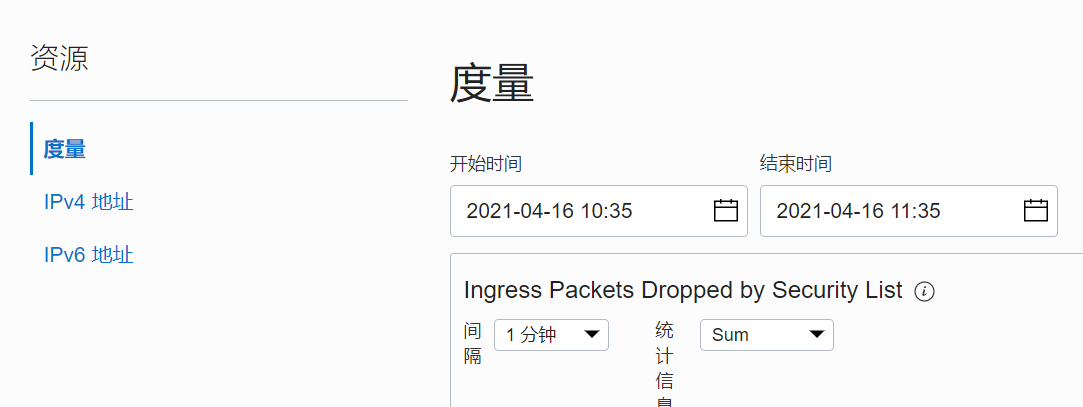 资源
度量
IPv4 地址
IPv6 地址
度量
开始时间
结束时间
2021-04-16 10:35
2021-04-16 11:35
Ingress Packets Dropped by Security List
间隔
1 分钟
统计信息
Sum